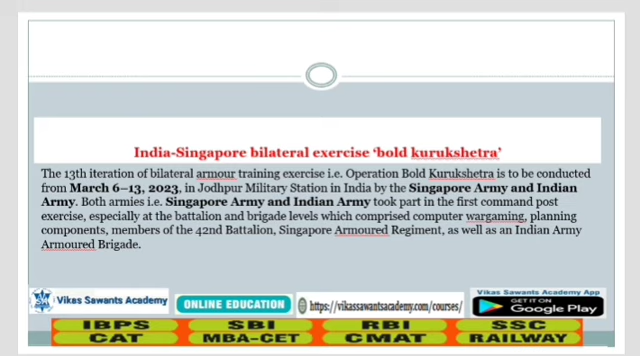 India-Singapore bilateral exercise ‘bold kurukshetra’
The 13th iteration of bilateral armour training exercise i.e. Operation Bold Kurukshetra is to be conducted
from March 6–13, 2023, in Jodhpur Military Station in India by the Singapore Army and Indian
Army. Both armies i.e. Singapore Army and Indian Army took part in the first command post
exercise, especially at the battalion and brigade levels which comprised computer wargaming, planning
components, members of the 42nd Battalion, Singapore Armoured Regiment, as well as an Indian Army
Armoured Brigade.
Vikas Sawants Academy
ONLINE EDUCATION
https://vikassawantsacademy.com/courses/
Vikas Sawants Academy App
GET IT ON
Google Play
IBPS SBI RBI SSC
CAT MBA-CET CMAT RAILWAY